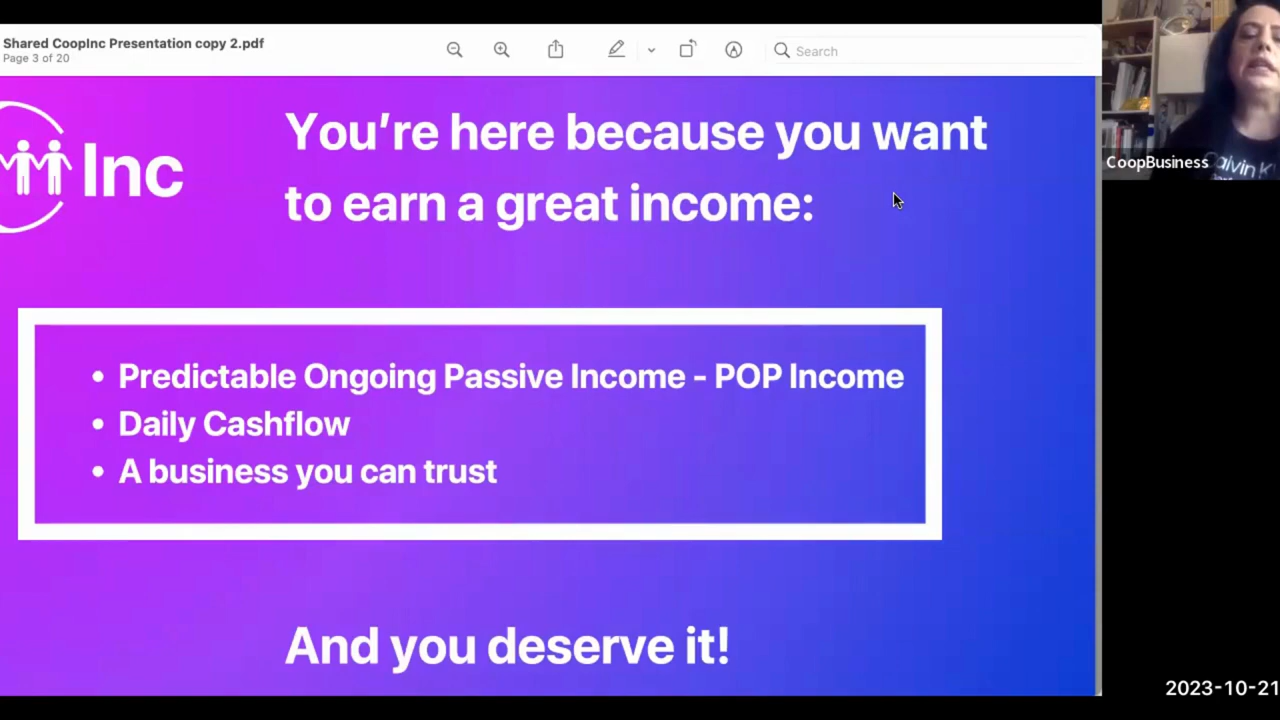 Shared CoopInc Presentation copy 2.pdf
Page 3 of 20
Search
Inc
You’re here because you want
to earn a great income:
• Predictable Ongoing Passive Income - POP Income
• Daily Cashflow
• A business you can trust
And you deserve it!
CoopBusiness
Calvin K
2023-10-21